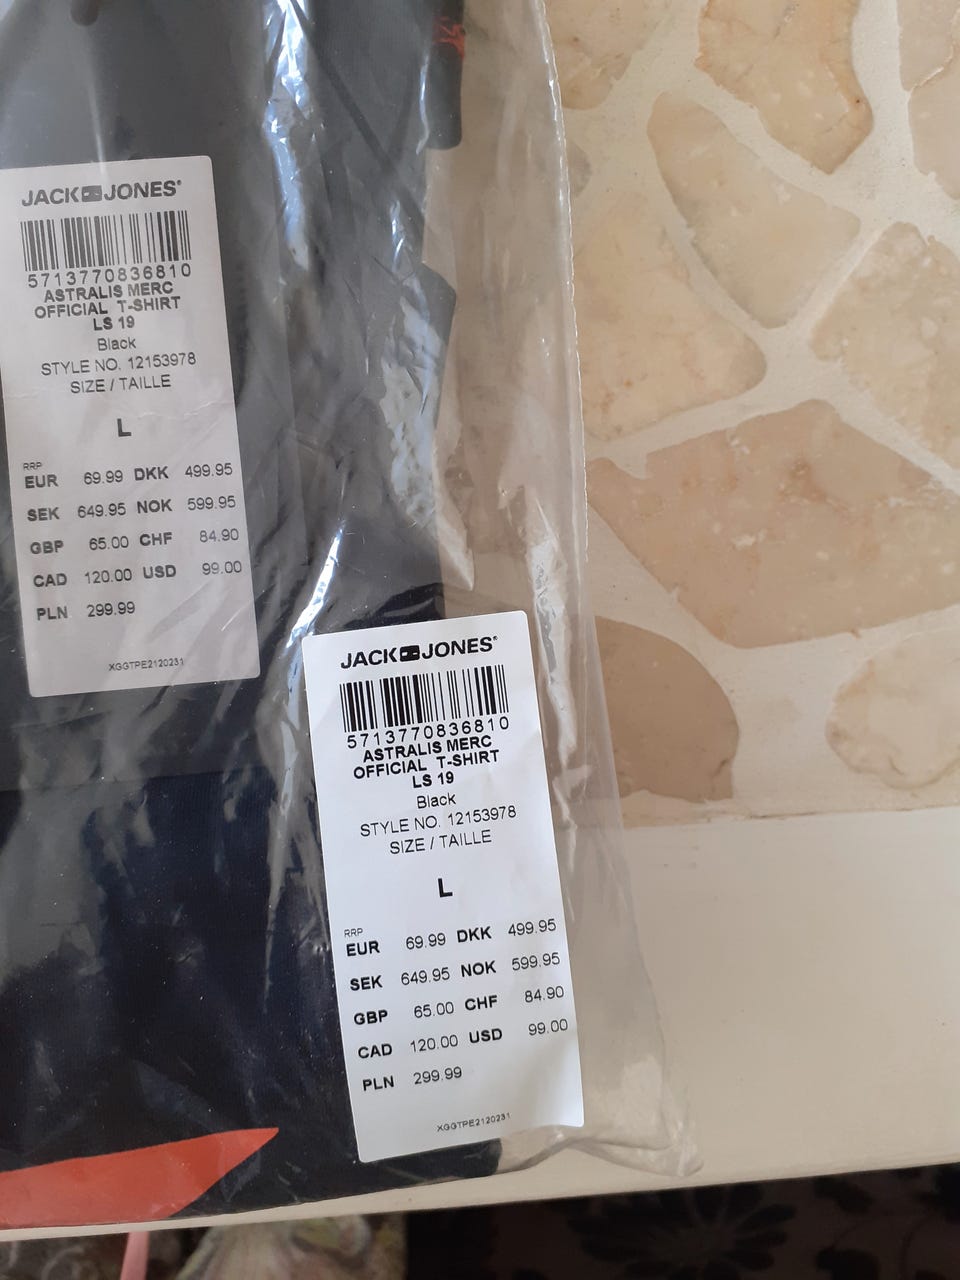 JACK JONES®
5713770836810
ASTRALIS MERC
OFFICIAL T-SHIRT
LS 19
Black
STYLE NO. 12153978
SIZE / TAILLE
L
RRP
EUR 69.99 DKK 499.95
SEK 649.95 NOK 599.95
GBP 65.00 CHF 84.90
CAD 120.00 USD 99.00
PLN 299.99
XGGTPE2120231
JACK JONES®
5713770836810
ASTRALIS MERC
OFFICIAL T-SHIRT
LS 19
Black
STYLE NO. 12153978
SIZE / TAILLE
L
RRP
EUR 69.99 DKK 499.95
SEK 649.95 NOK 599.95
GBP 65.00 CHF 84.90
CAD 120.00 USD 99.00
PLN 299.99
XGGTPE2120231